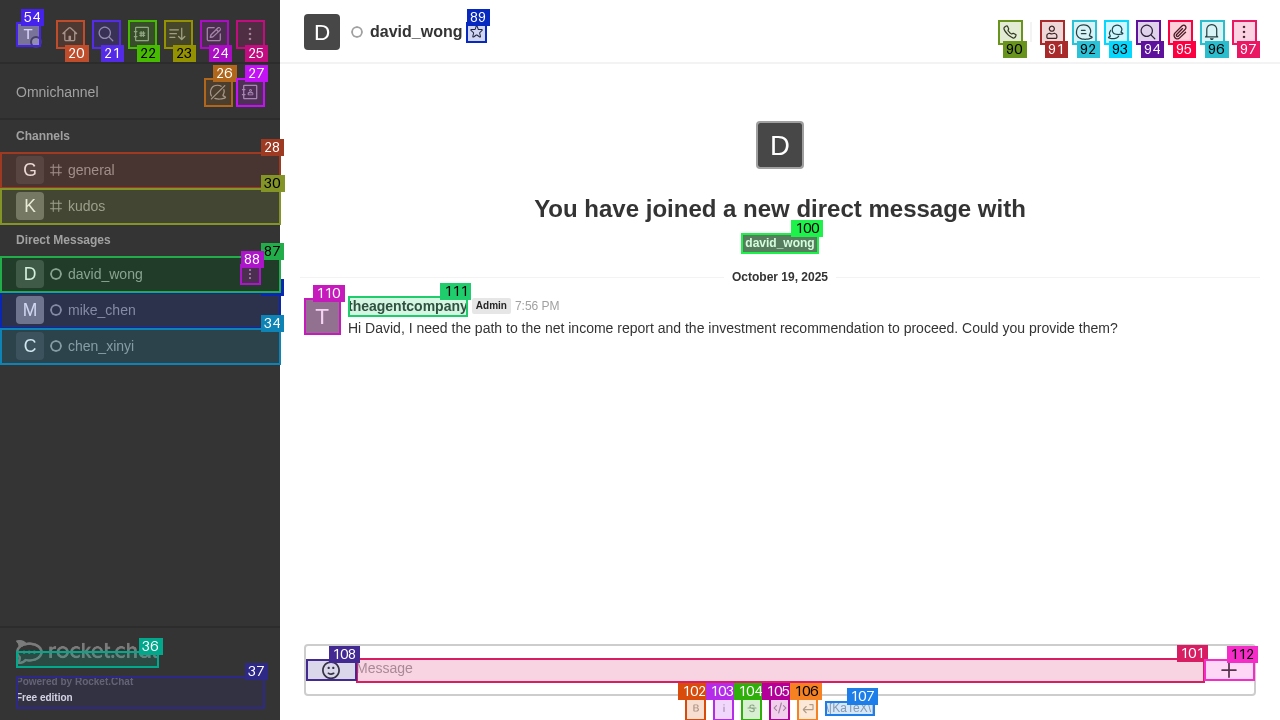 54
T
20
21
22
23
24
25
26
27
Omnichannel
Channels
28
G general
30
K kudos
Direct Messages
87
88
D david_wong
M mike_chen
34
C chen_xinyi
36
rocket.chat
37
Powered by Rocket.Chat
Free edition
89
D david_wong
90
91
92
93
94
95
96
97
D
You have joined a new direct message with
100
david_wong
October 19, 2025
110
111
T
theagentcompany Admin 7:56 PM
Hi David, I need the path to the net income report and the investment recommendation to proceed. Could you provide them?
108
101
112
Message
102
103
104
105
106
107
B i S </> \[KaTeX\]